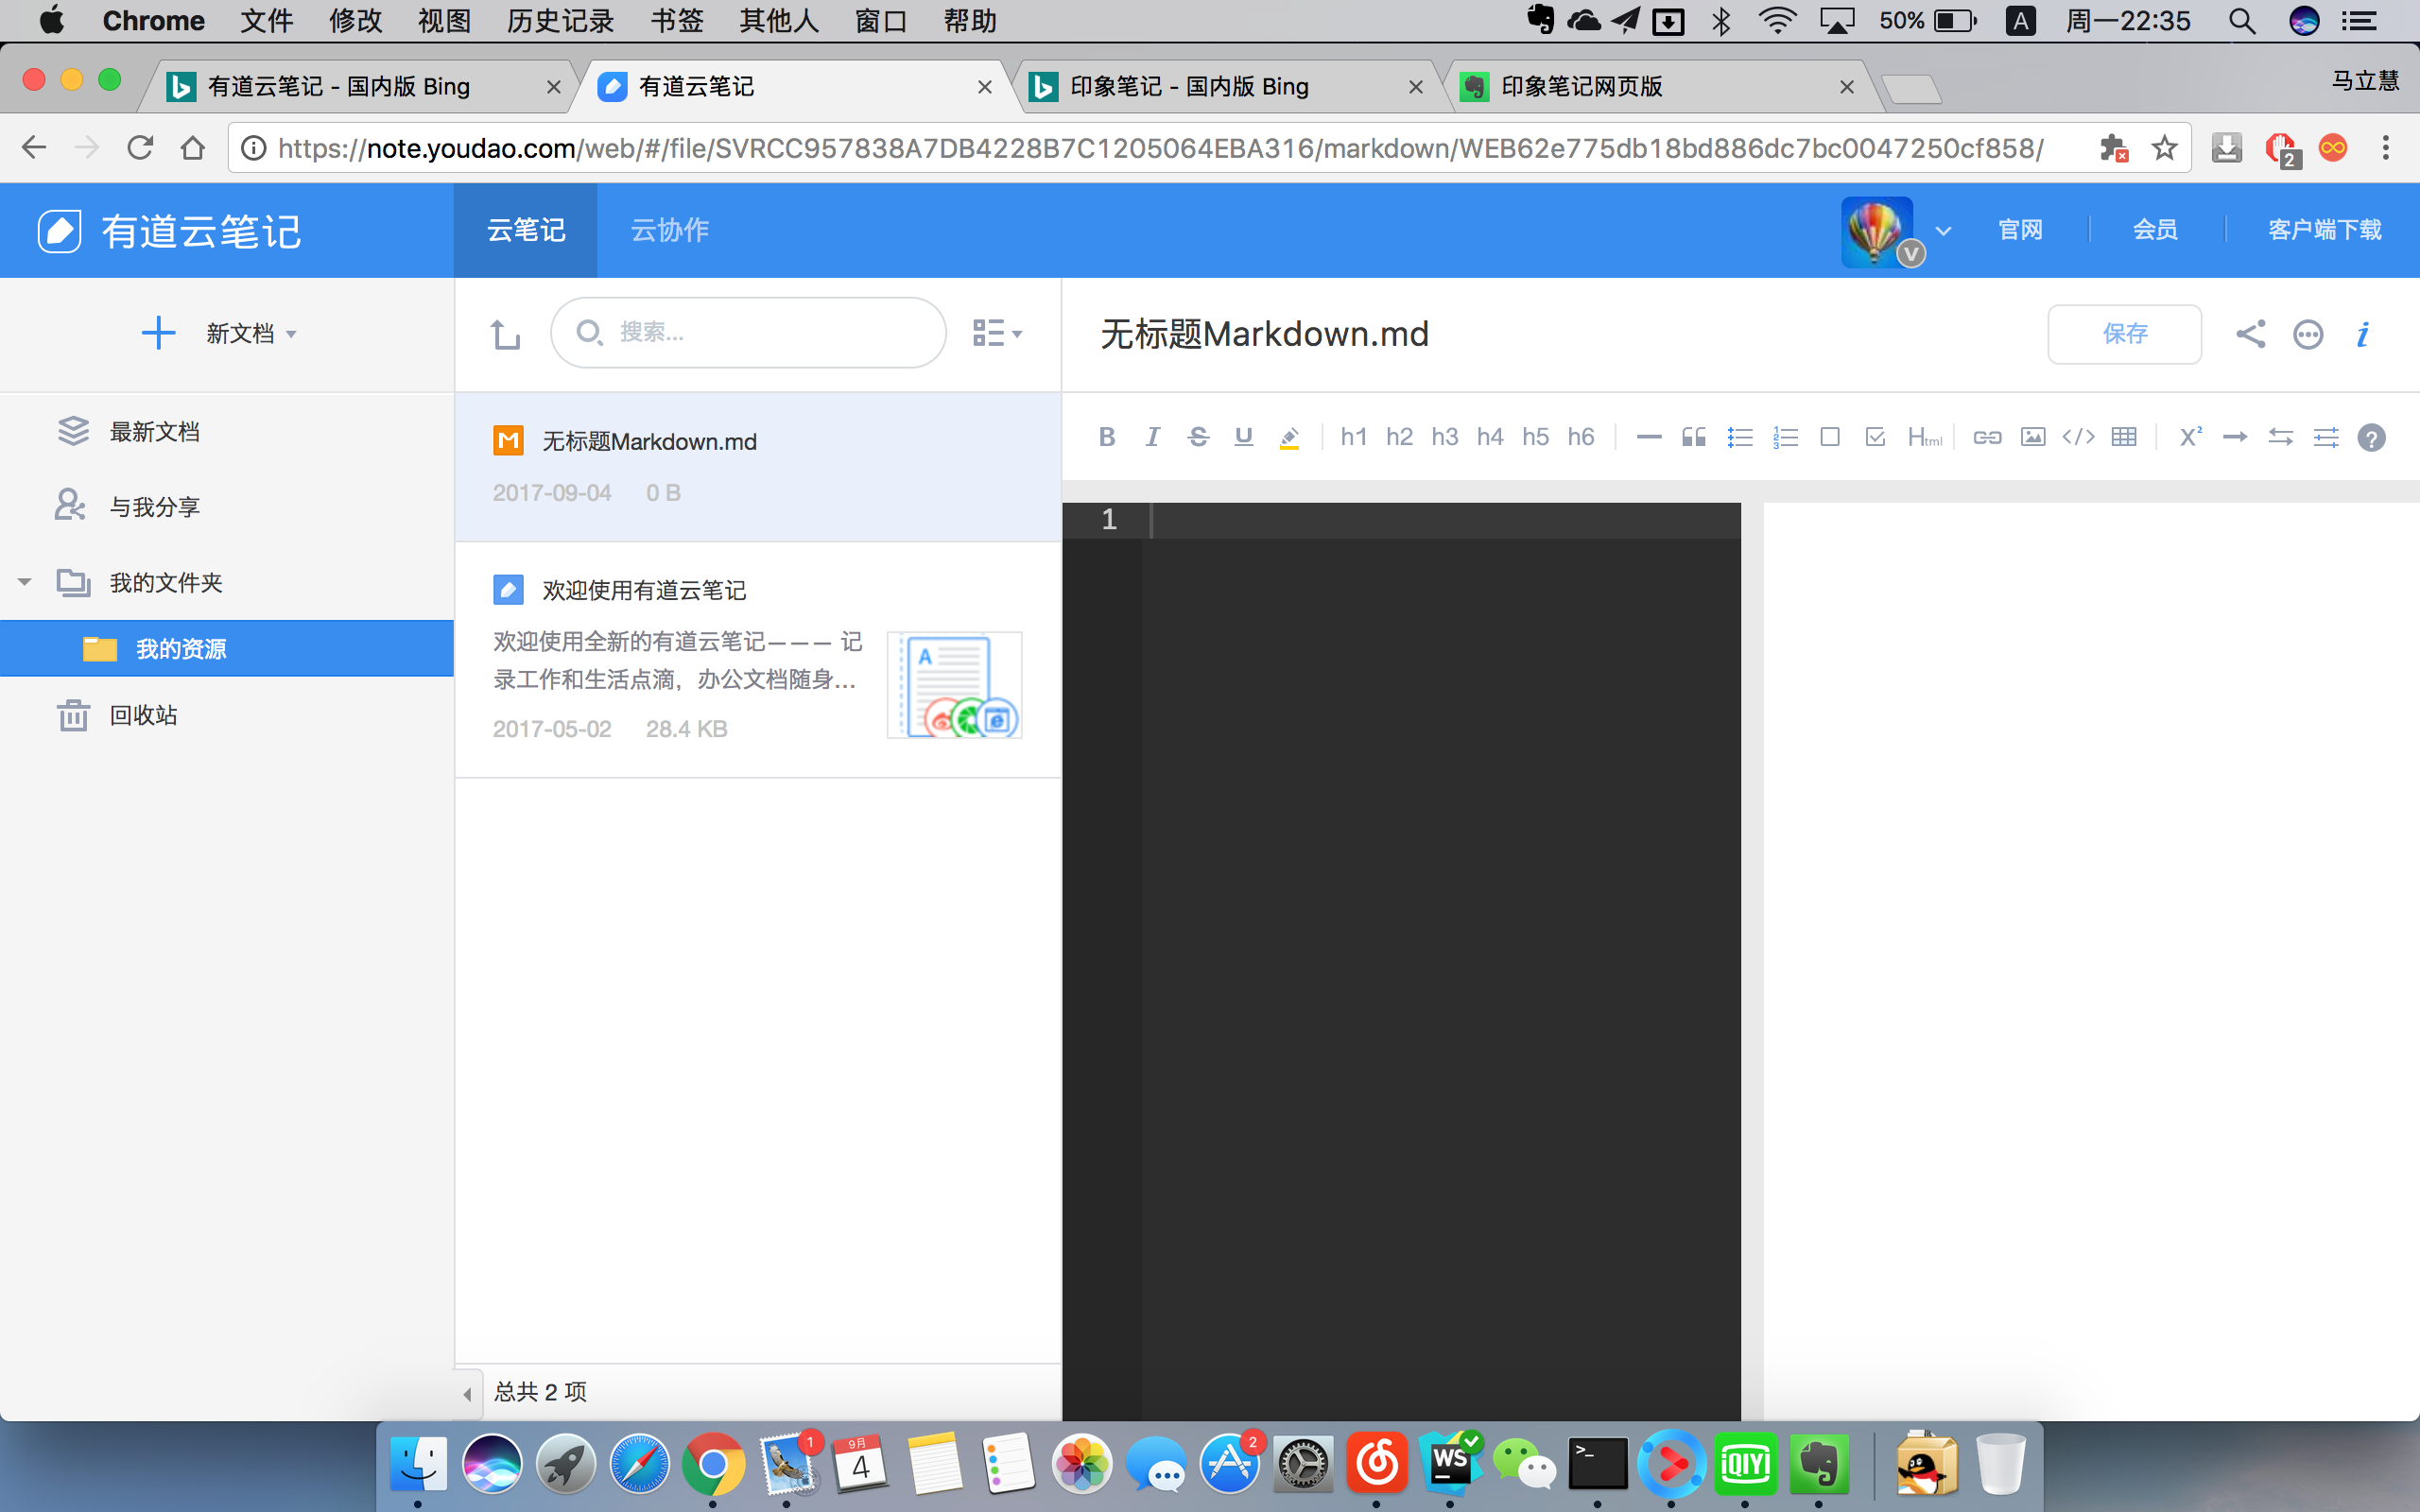 Chrome 文件 修改 视图 历史记录 书签 其他人 窗口 帮助 50% A 周一22:35
有道云笔记 - 国内版 Bing 有道云笔记 印象笔记 - 国内版 Bing 印象笔记网页版 马立慧
https://note.youdao.com/web/#/file/SVRCC957838A7DB4228B7C1205064EBA316/markdown/WEB62e775db18bd886dc7bc0047250cf858/ 2
有道云笔记 云笔记 云协作 V 官网 会员 客户端下载
新文档 搜索... 无标题Markdown.md 保存 i
B I S U h1 h2 h3 h4 h5 h6 Html </> X² ?
最新文档
与我分享
我的文件夹
我的资源
回收站
M 无标题Markdown.md
2017-09-04 0 B
欢迎使用有道云笔记
欢迎使用全新的有道云笔记——— 记
录工作和生活点滴，办公文档随身...
2017-05-02 28.4 KB
A
1
总共 2 项
1 9月 4 2 WS >_ iQIYI